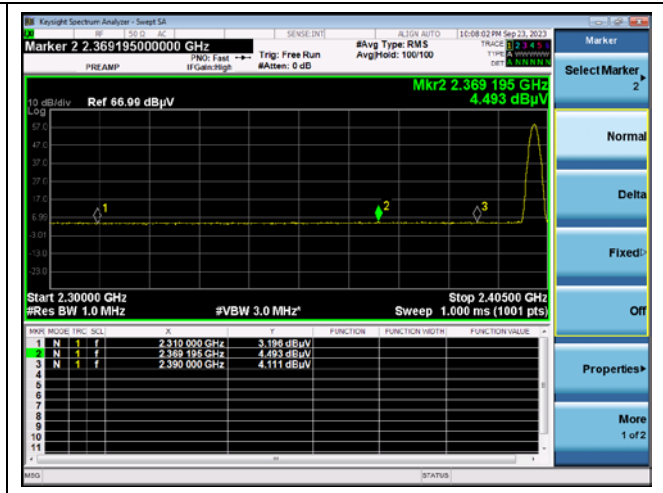 Keysight Spectrum Analyzer - Swept SA
RF 50 Ω AC SENSE:INT ALIGN AUTO 10:08:02 PM Sep 23, 2023
Marker 2 2.369195000000 GHz
#Avg Type: RMS
TRACE 1 2 3 4 5 6
PREAMP
PNO: Fast
IFGain:High
Trig: Free Run
#Atten: 0 dB
Avg|Hold: 100/100
TYPE A WWWWW
DET A NNNNN
Mkr2 2.369 195 GHz
4.493 dBµV
10 dB/div Ref 66.99 dBµV
Log
57.0
47.0
37.0
27.0
17.0
6.99
-3.01
-13.0
-23.0
1
2
3
Start 2.30000 GHz
Stop 2.40500 GHz
#Res BW 1.0 MHz
#VBW 3.0 MHz*
Sweep 1.000 ms (1001 pts)
MKR MODE TRC SCL X Y FUNCTION FUNCTION WIDTH FUNCTION VALUE
1 N 1 f 2.310 000 GHz 3.196 dBuV
2 N 1 f 2.369 195 GHz 4.493 dBuV
3 N 1 f 2.390 000 GHz 4.111 dBuV
4
5
6
7
8
9
10
11
MSG STATUS
Marker
Select Marker
2
Normal
Delta
Fixed
Off
Properties
More
1 of 2